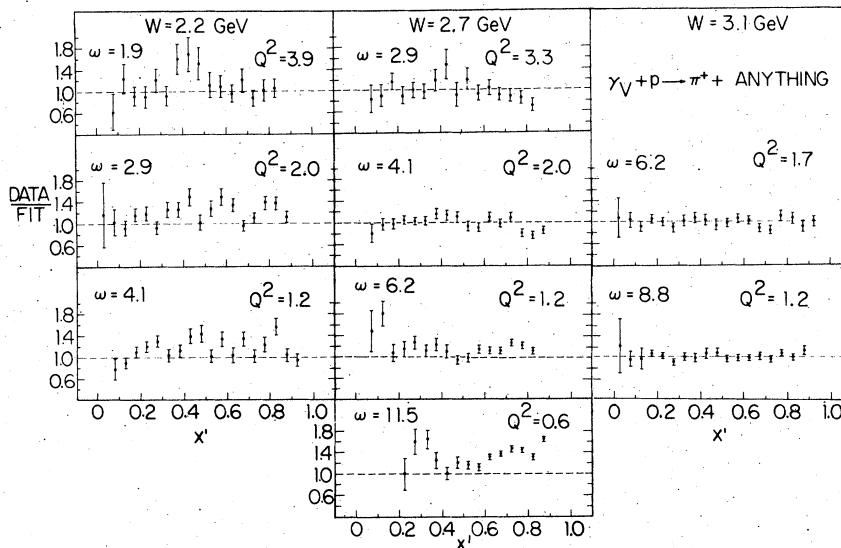 W = 2.2 GeV
W = 2.7 GeV
W = 3.1 GeV
ω = 1.9
Q² = 3.9
ω = 2.9
Q² = 3.3
γ_V + p → π⁺ + ANYTHING
1.8
1.4
1.0
0.6
ω = 2.9
Q² = 2.0
ω = 4.1
Q² = 2.0
ω = 6.2
Q² = 1.7
DATA
FIT
1.8
1.4
1.0
0.6
ω = 4.1
Q² = 1.2
ω = 6.2
Q² = 1.2
ω = 8.8
Q² = 1.2
1.8
1.4
1.0
0.6
0 0.2 0.4 0.6 0.8 1.0
X'
0 0.2 0.4 0.6 0.8 1.0
X'
ω = 11.5
Q² = 0.6
1.8
1.4
1.0
0.6
0 0.2 0.4 0.6 0.8 1.0
X'